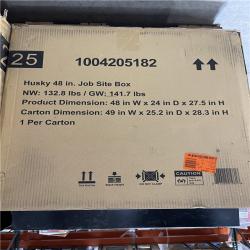 25
1004205182
Husky 48 in. Job Site Box
NW: 132.8 lbs / GW: 141.7 lbs
Product Dimension: 48 in W x 24 in D x 27.5 in H
Carton Dimension: 49 in W x 25.2 in D x 28.3 in H
1 Per Carton